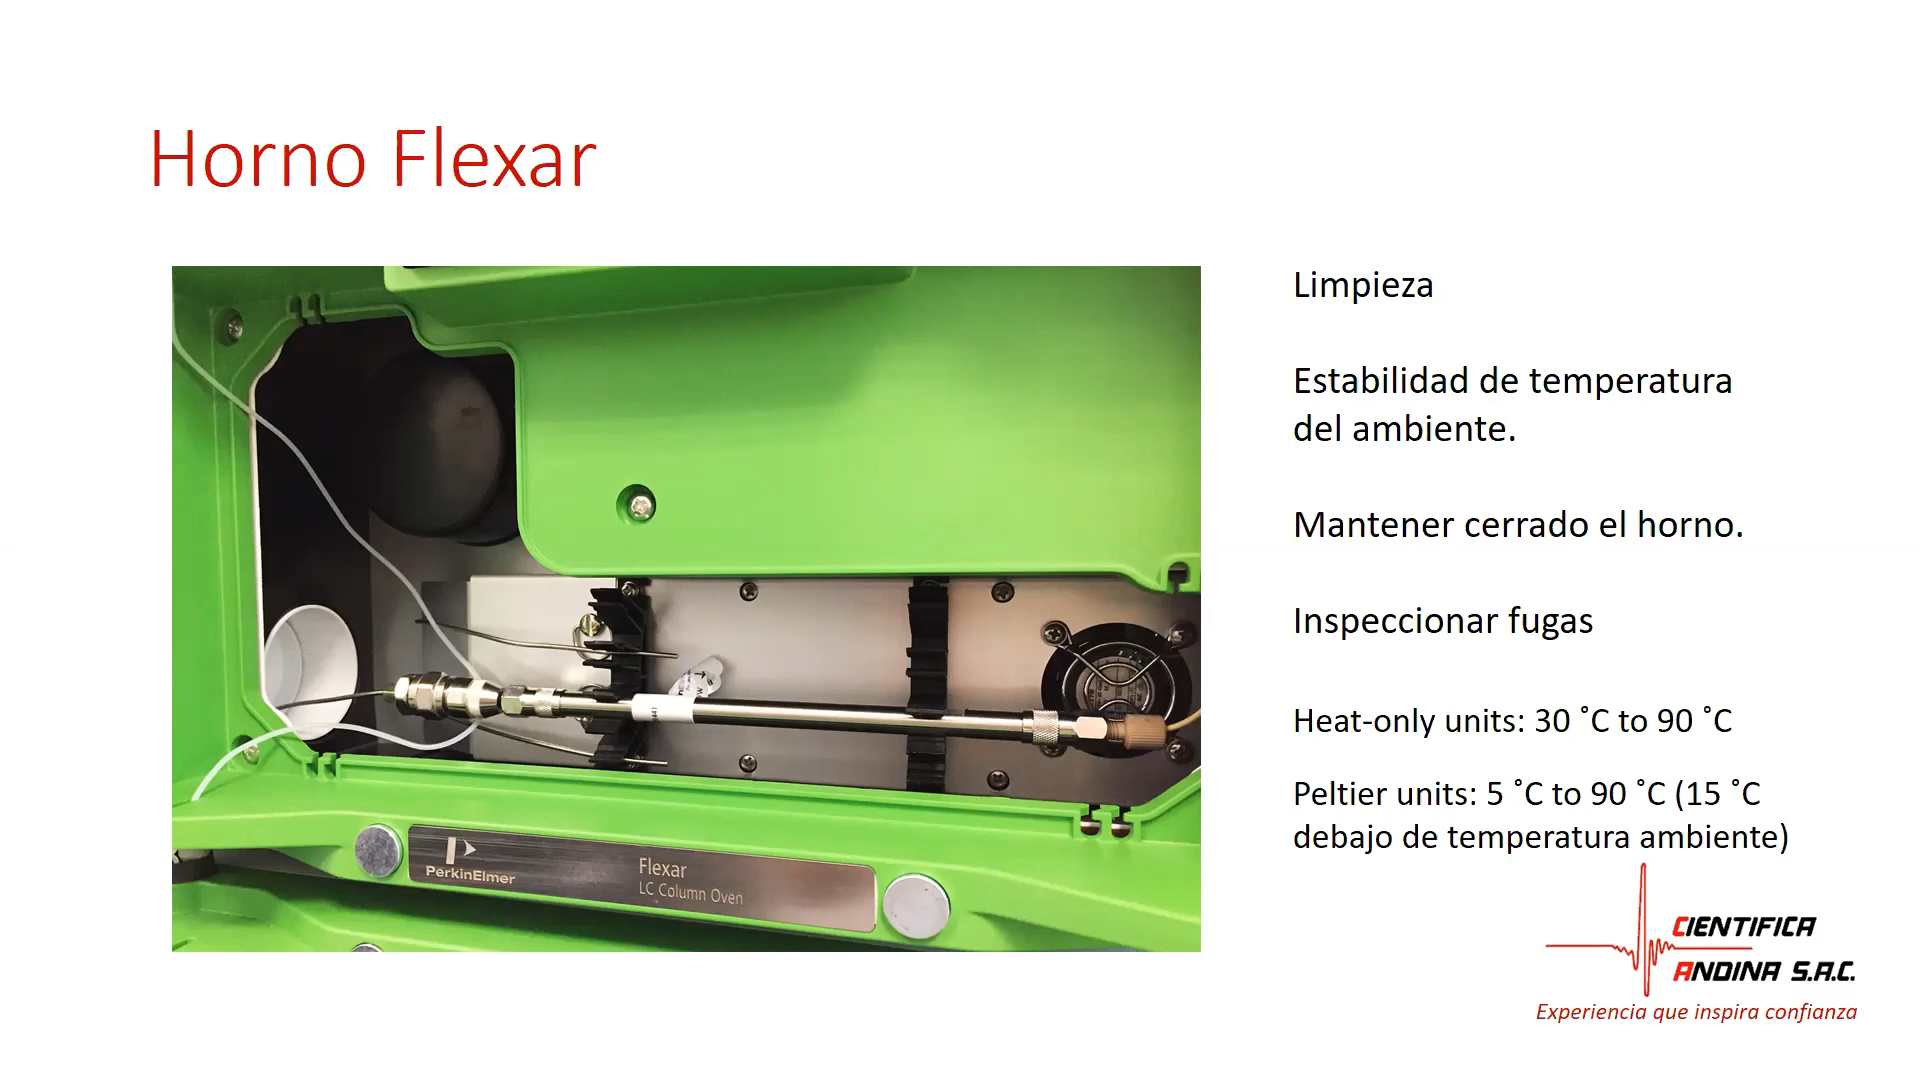 Horno Flexar
Limpieza
Estabilidad de temperatura
del ambiente.
Mantener cerrado el horno.
Inspeccionar fugas
Heat-only units: 30 ˚C to 90 ˚C
Peltier units: 5 ˚C to 90 ˚C (15 ˚C
debajo de temperatura ambiente)
PerkinElmer
Flexar
LC Column Oven
CIENTIFICA
ANDINA S.A.C.
Experiencia que inspira confianza